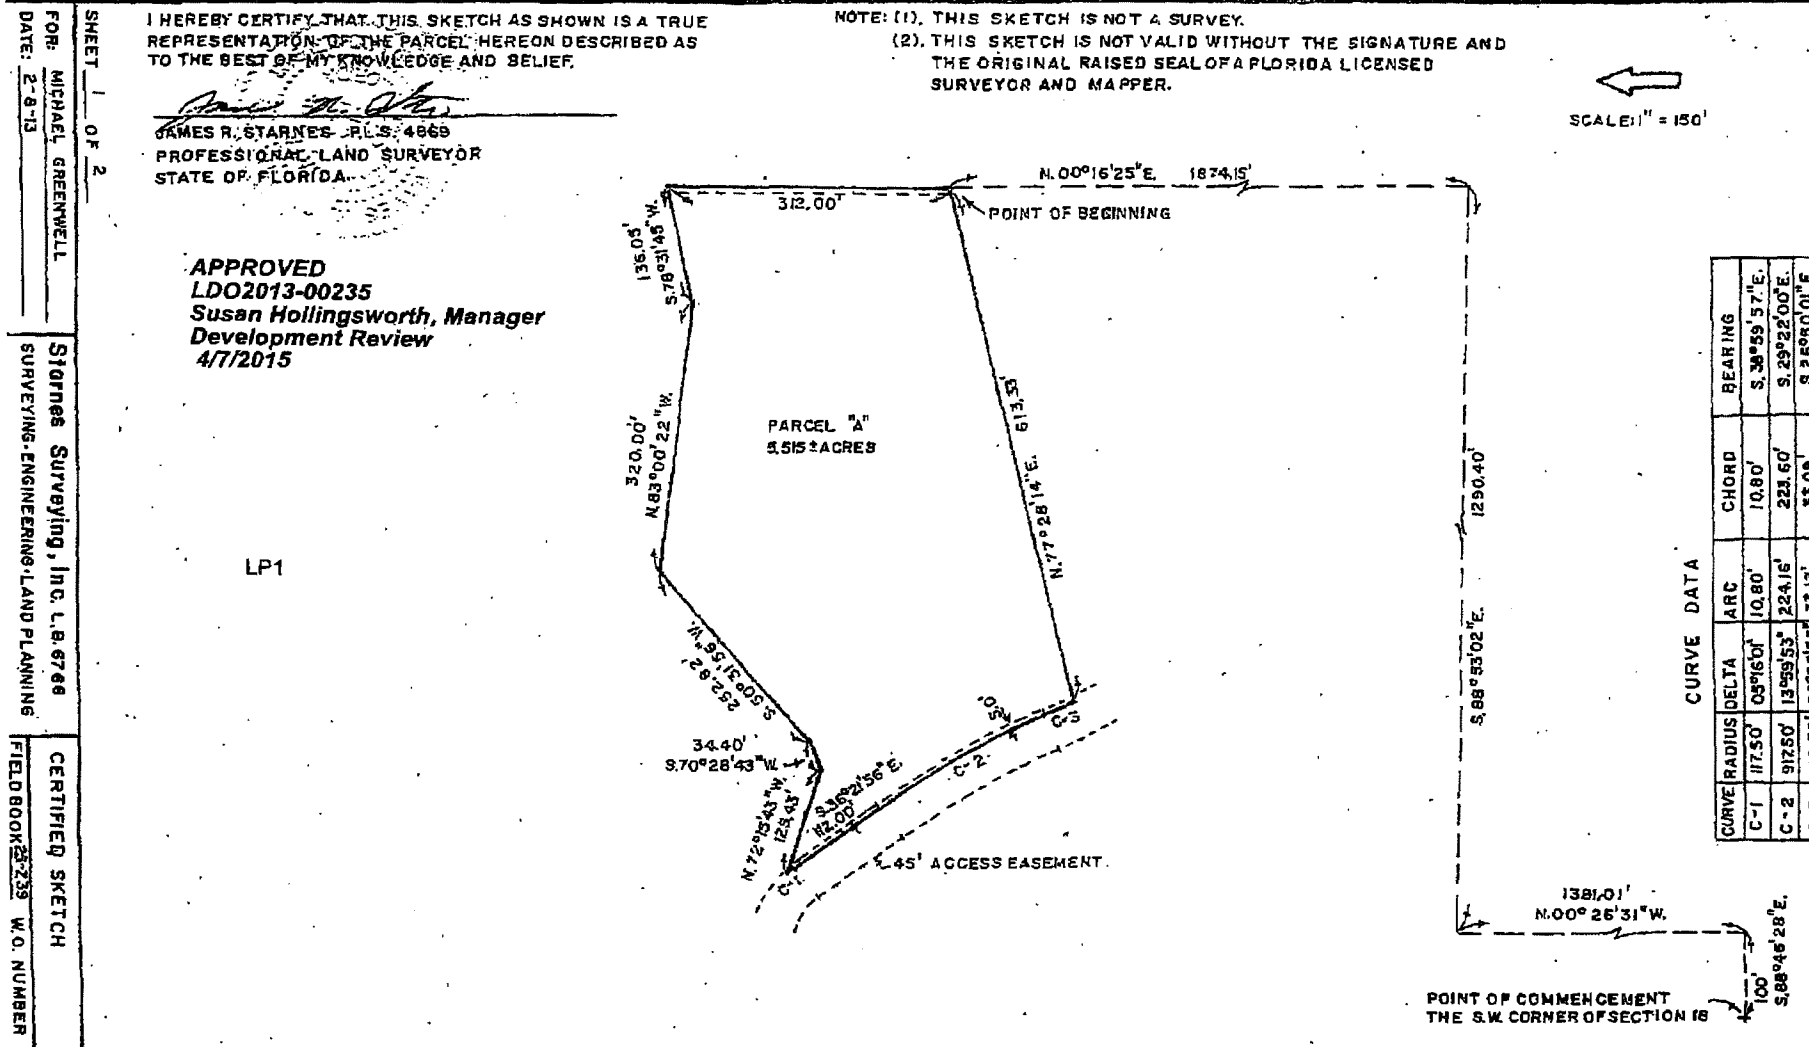 I HEREBY CERTIFY THAT THIS SKETCH AS SHOWN IS A TRUE
REPRESENTATION OF THE PARCEL HEREON DESCRIBED AS
TO THE BEST OF MY KNOWLEDGE AND BELIEF.
JAMES R. STARNES P.L.S. 4869
PROFESSIONAL LAND SURVEYOR
STATE OF FLORIDA
NOTE: (1). THIS SKETCH IS NOT A SURVEY.
(2). THIS SKETCH IS NOT VALID WITHOUT THE SIGNATURE AND
THE ORIGINAL RAISED SEAL OF A FLORIDA LICENSED
SURVEYOR AND MAPPER.
SCALE: 1" = 150'
SHEET 1 OF 2
FOR: MICHAEL GREENWELL
DATE: 2-8-13
Starnes Surveying, Inc. L.B. 6766
SURVEYING-ENGINEERING-LAND PLANNING
CERTIFIED SKETCH
FIELD BOOK W.O. NUMBER
APPROVED
LDO2013-00235
Susan Hollingsworth, Manager
Development Review
4/7/2015
LP1
N.00°16'25"E. 1874.15'
312.00'
POINT OF BEGINNING
136.05'
S.78°31'45"W.
320.00'
N.83°00'22"W.
PARCEL "A"
5.515± ACRES
N.77°28'14"E. 613.33'
252.82'
S.50°31'56"W.
34.40'
S.70°28'43"W.
N.72°15'43"W.
125.43'
S.36°21'56"E.
112.00'
C-1
C-2
C-3
5.0'
45' ACCESS EASEMENT.
S.88°53'02"E. 1290.40'
1381.01'
N.00°26'31"W.
100'
S.88°46'28"E.
POINT OF COMMENCEMENT
THE S.W. CORNER OF SECTION 18
CURVE DATA
CURVE RADIUS DELTA ARC CHORD BEARING
C-1 117.50' 05°16'01" 10.80' 10.80' S.38°59'57"E.
C-2 917.50' 13°59'53" 224.16' 223.60' S.29°22'00"E.